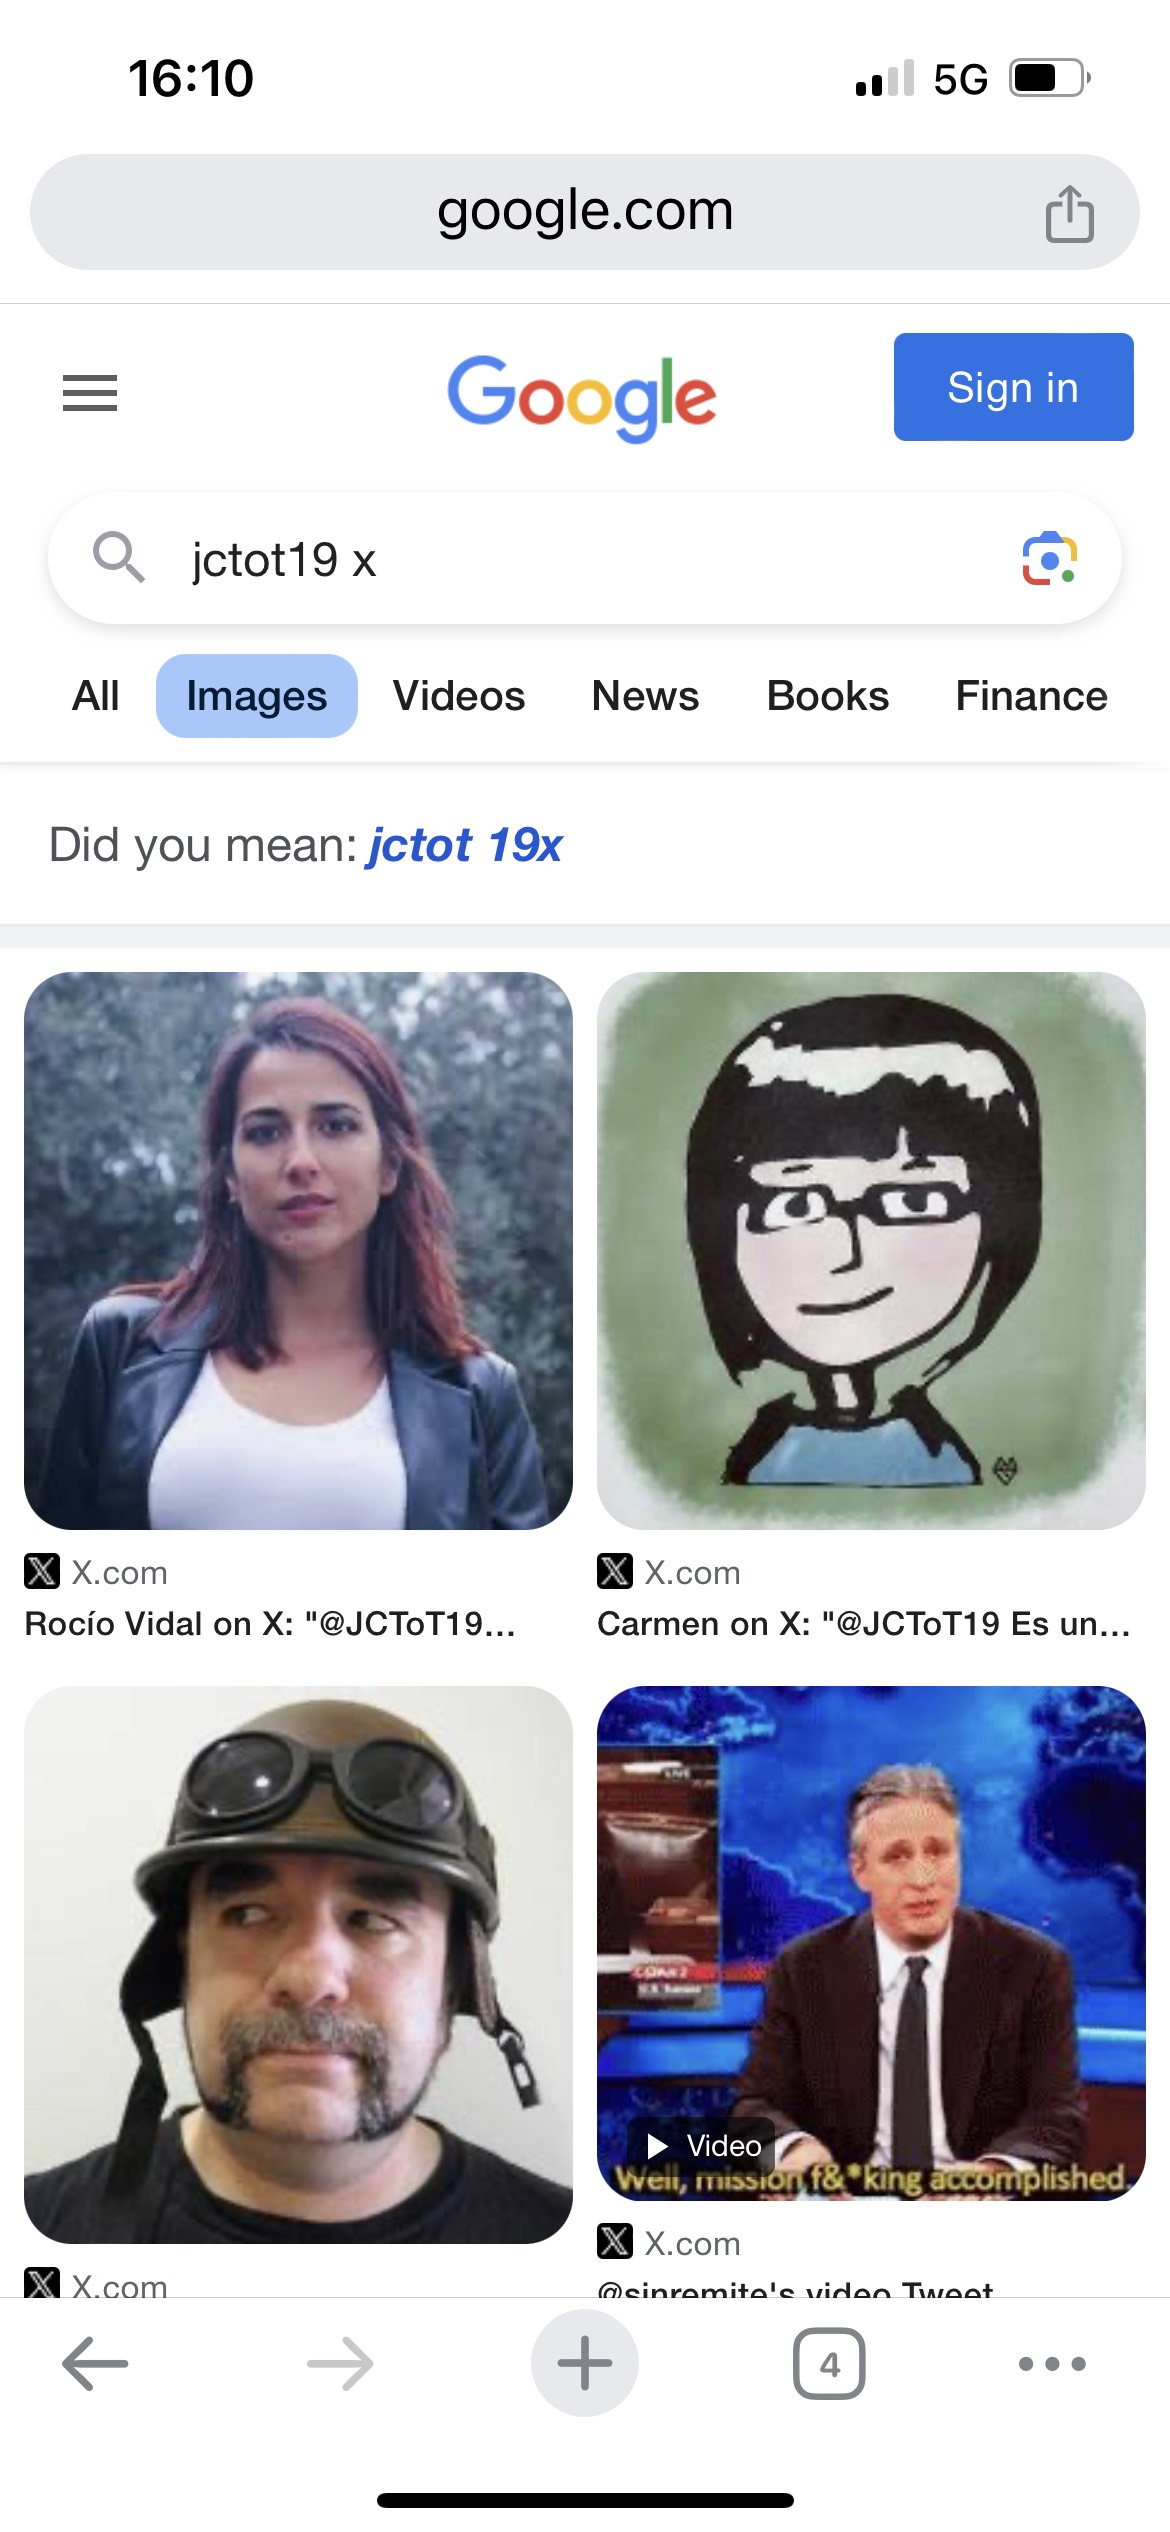 16:10
5G
google.com
Google
Sign in
jctot19 x
All Images Videos News Books Finance
Did you mean: jctot 19x
X.com
Rocío Vidal on X: "@JCToT19...
X.com
Carmen on X: "@JCToT19 Es un...
Video
Well, mission f&*king accomplished.
X.com
X.com
@sinremite's video Tweet
4